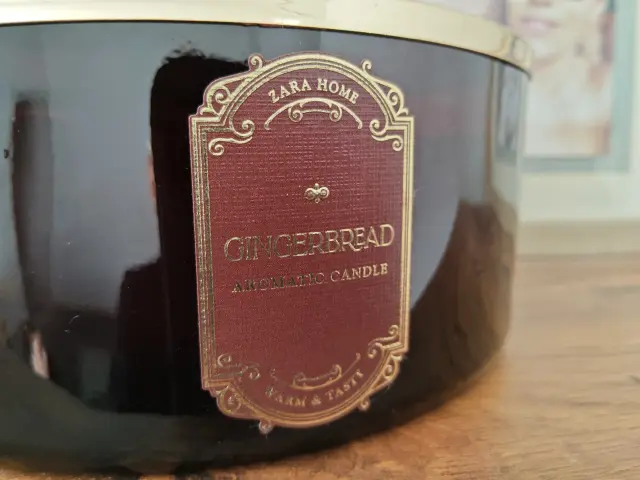 ZARA HOME
GINGERBREAD
AROMATIC CANDLE
WARM & TASTY